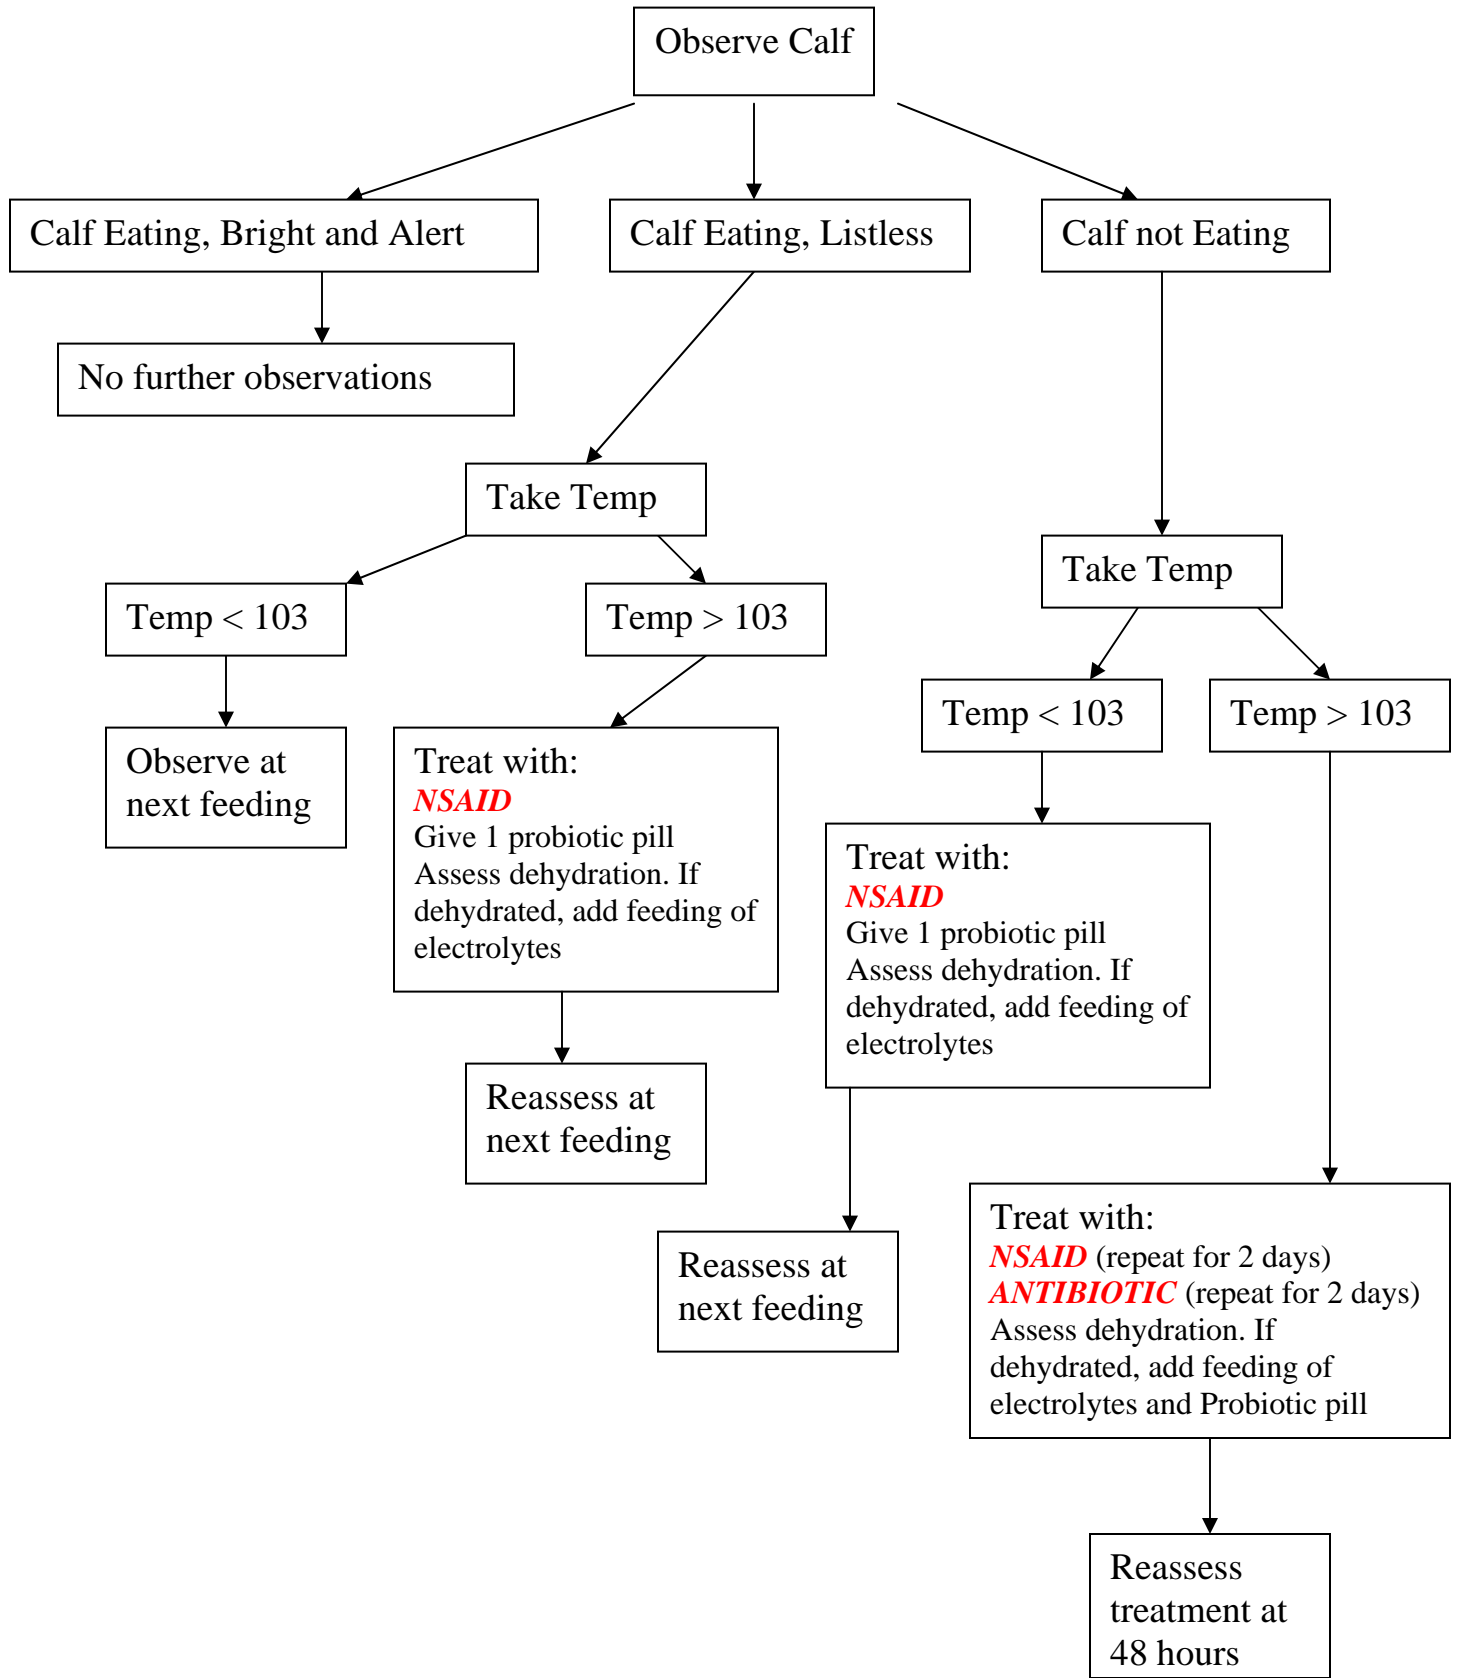 Observe Calf
Calf Eating, Bright and Alert
Calf Eating, Listless
Calf not Eating
No further observations
Take Temp
Take Temp
Temp < 103
Temp > 103
Temp < 103
Temp > 103
Observe at
next feeding
Treat with:
NSAID
Give 1 probiotic pill
Assess dehydration. If
dehydrated, add feeding of
electrolytes
Treat with:
NSAID
Give 1 probiotic pill
Assess dehydration. If
dehydrated, add feeding of
electrolytes
Reassess at
next feeding
Reassess at
next feeding
Treat with:
NSAID (repeat for 2 days)
ANTIBIOTIC (repeat for 2 days)
Assess dehydration. If
dehydrated, add feeding of
electrolytes and Probiotic pill
Reassess
treatment at
48 hours